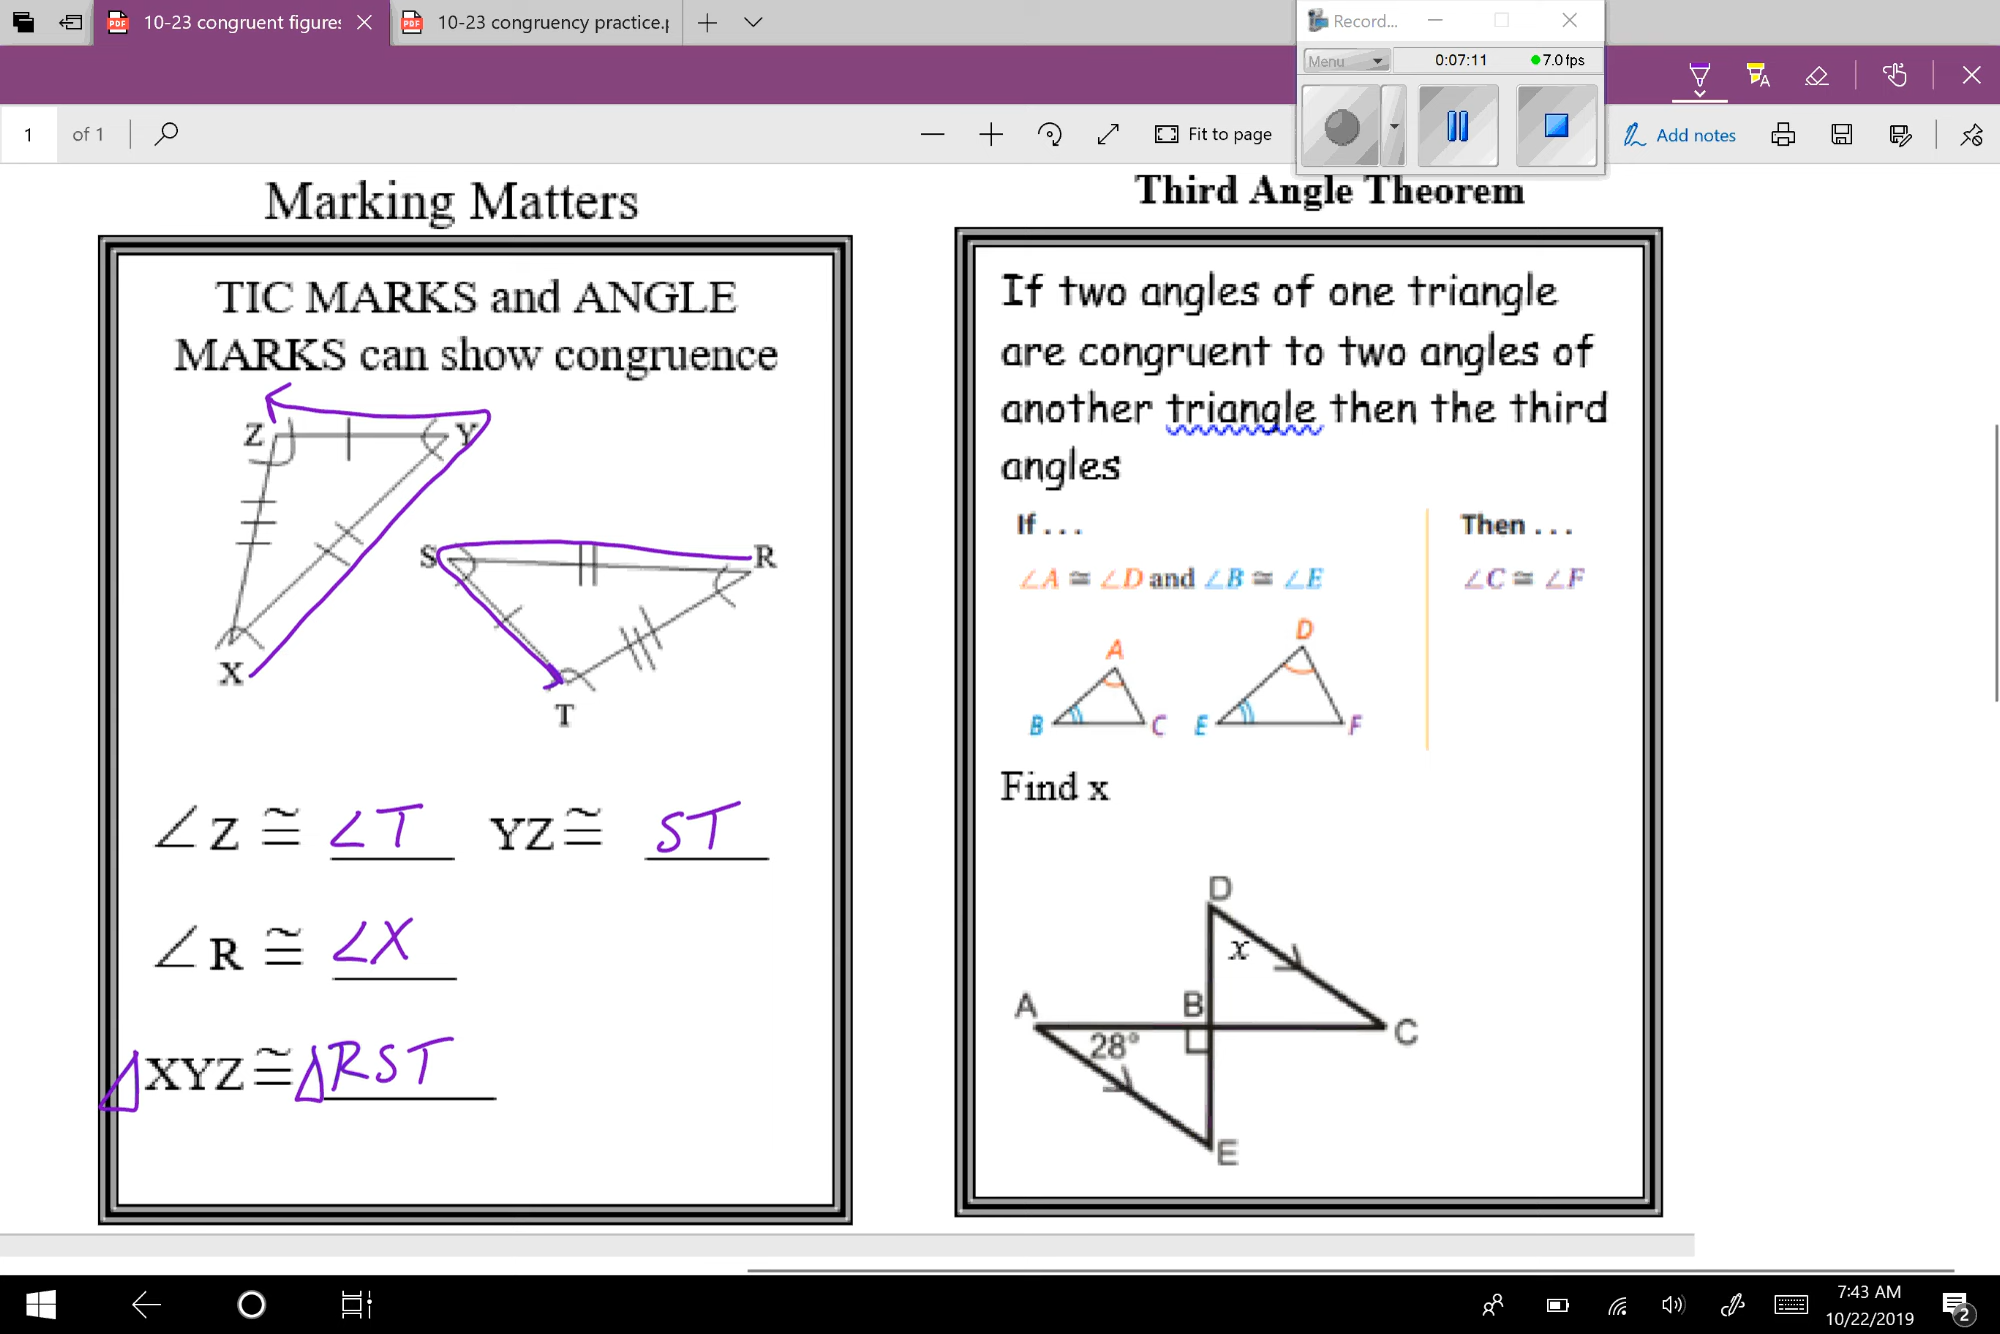 10-23 congruent figures
10-23 congruency practice.p
Record...
Menu
0:07:11
7.0 fps
1
of 1
Fit to page
Add notes
Marking Matters
TIC MARKS and ANGLE
MARKS can show congruence
Z
Y
X
S
R
T
∠Z ≅ ∠T YZ ≅ ST
∠R ≅ ∠X
△XYZ ≅ △RST
Third Angle Theorem
If two angles of one triangle
are congruent to two angles of
another triangle then the third
angles
If . . .
Then . . .
∠A ≅ ∠D and ∠B ≅ ∠E
∠C ≅ ∠F
A
B
C
D
E
F
Find x
D
x
A
B
C
28°
E
7:43 AM
10/22/2019
2